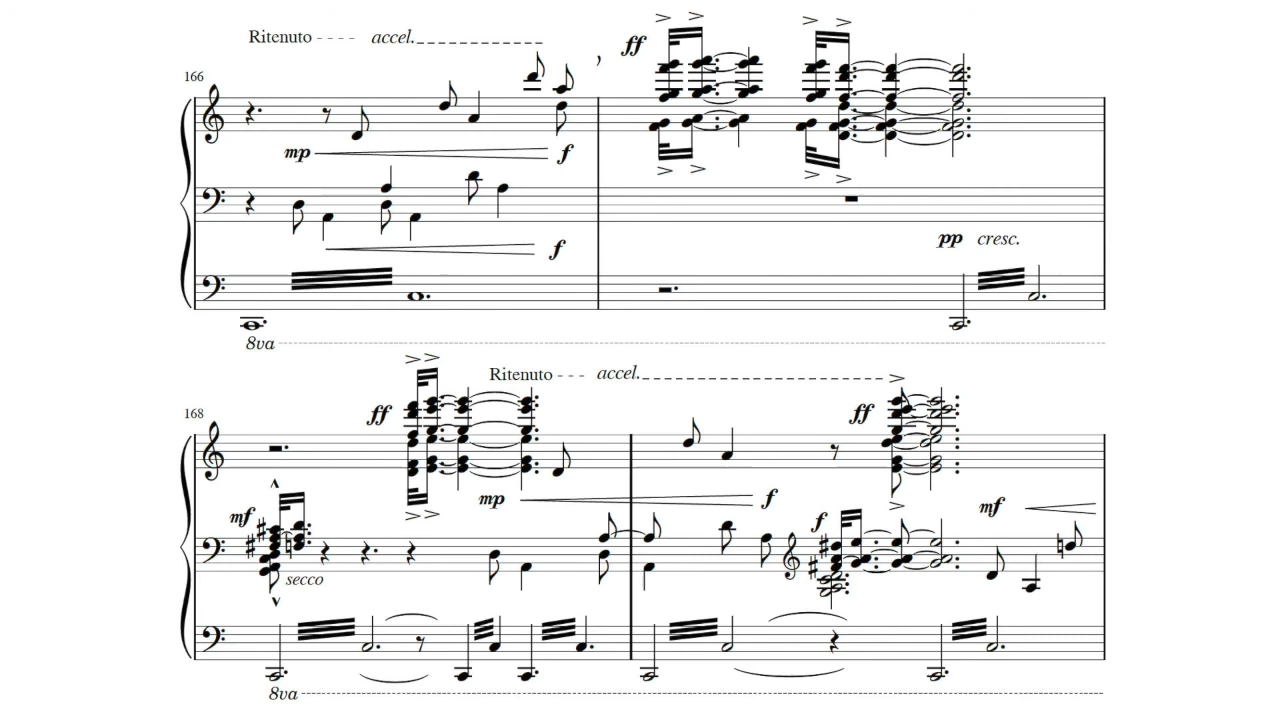 Ritenuto accel.
ff
166
mp f
f
pp cresc.
8va
Ritenuto accel.
ff ff
168
mp f mf
mf f
secco
8va